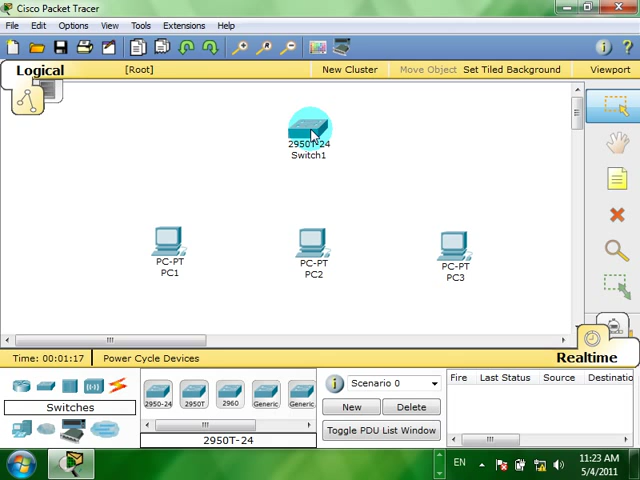 Cisco Packet Tracer
File Edit Options View Tools Extensions Help
Logical [Root] New Cluster Move Object Set Tiled Background Viewport
2950T-24
Switch1
PC-PT
PC1
PC-PT
PC2
PC-PT
PC3
Time: 00:01:17 Power Cycle Devices Realtime
Scenario 0
Fire Last Status Source Destinatio
2950-24 2950T 2960 Generic Generic
Switches
New Delete
Toggle PDU List Window
2950T-24
EN
11:23 AM
5/4/2011